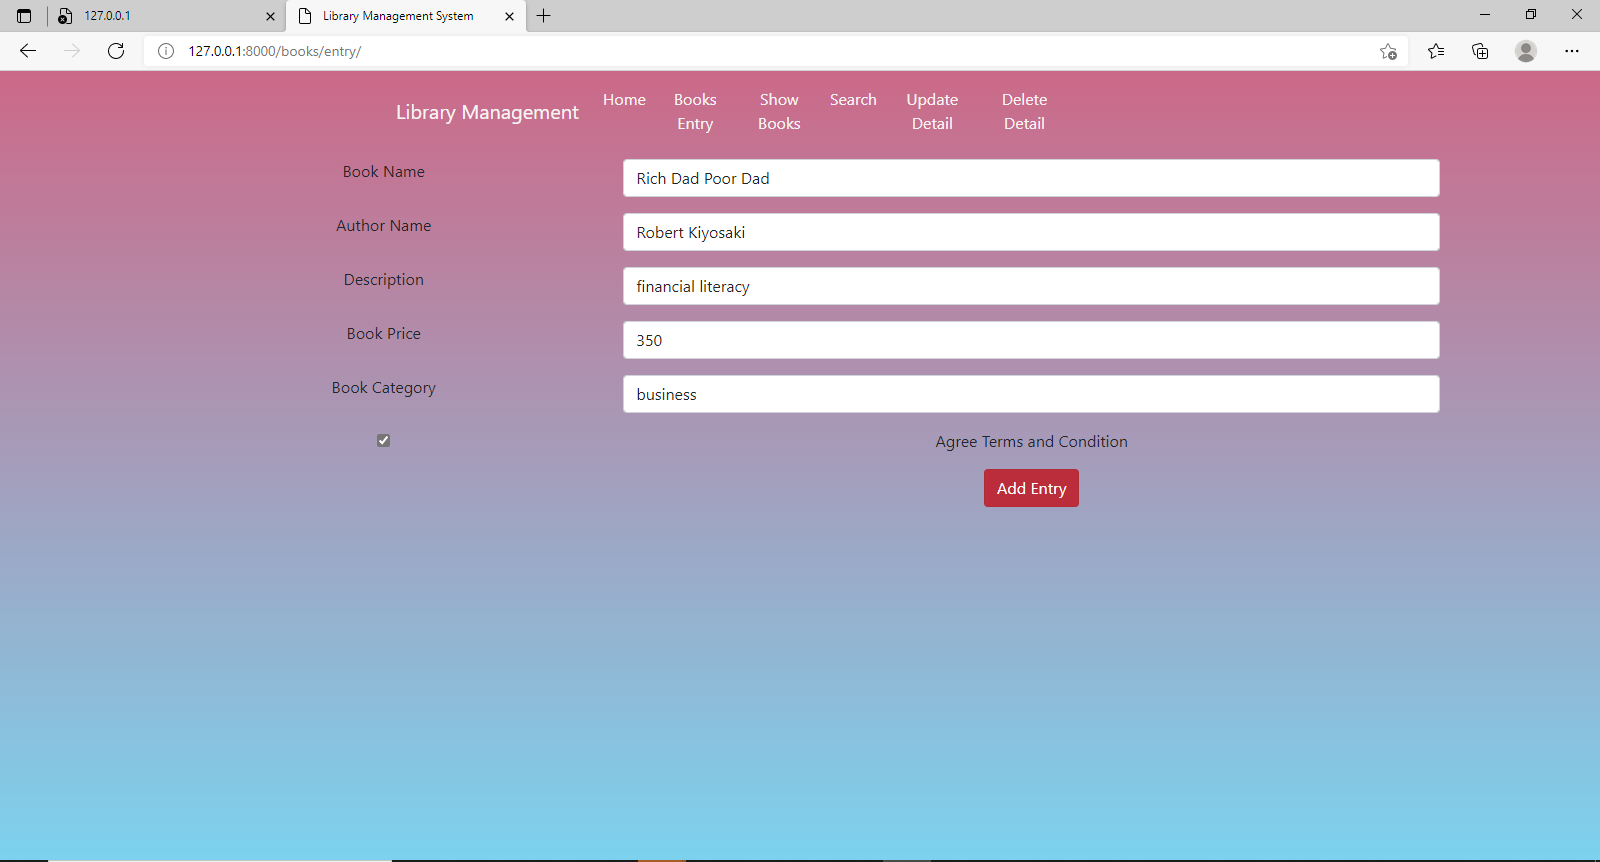 127.0.0.1
Library Management System
127.0.0.1:8000/books/entry/
Library Management
Home
Books
Entry
Show
Books
Search
Update
Detail
Delete
Detail
Book Name
Rich Dad Poor Dad
Author Name
Robert Kiyosaki
Description
financial literacy
Book Price
350
Book Category
business
Agree Terms and Condition
Add Entry